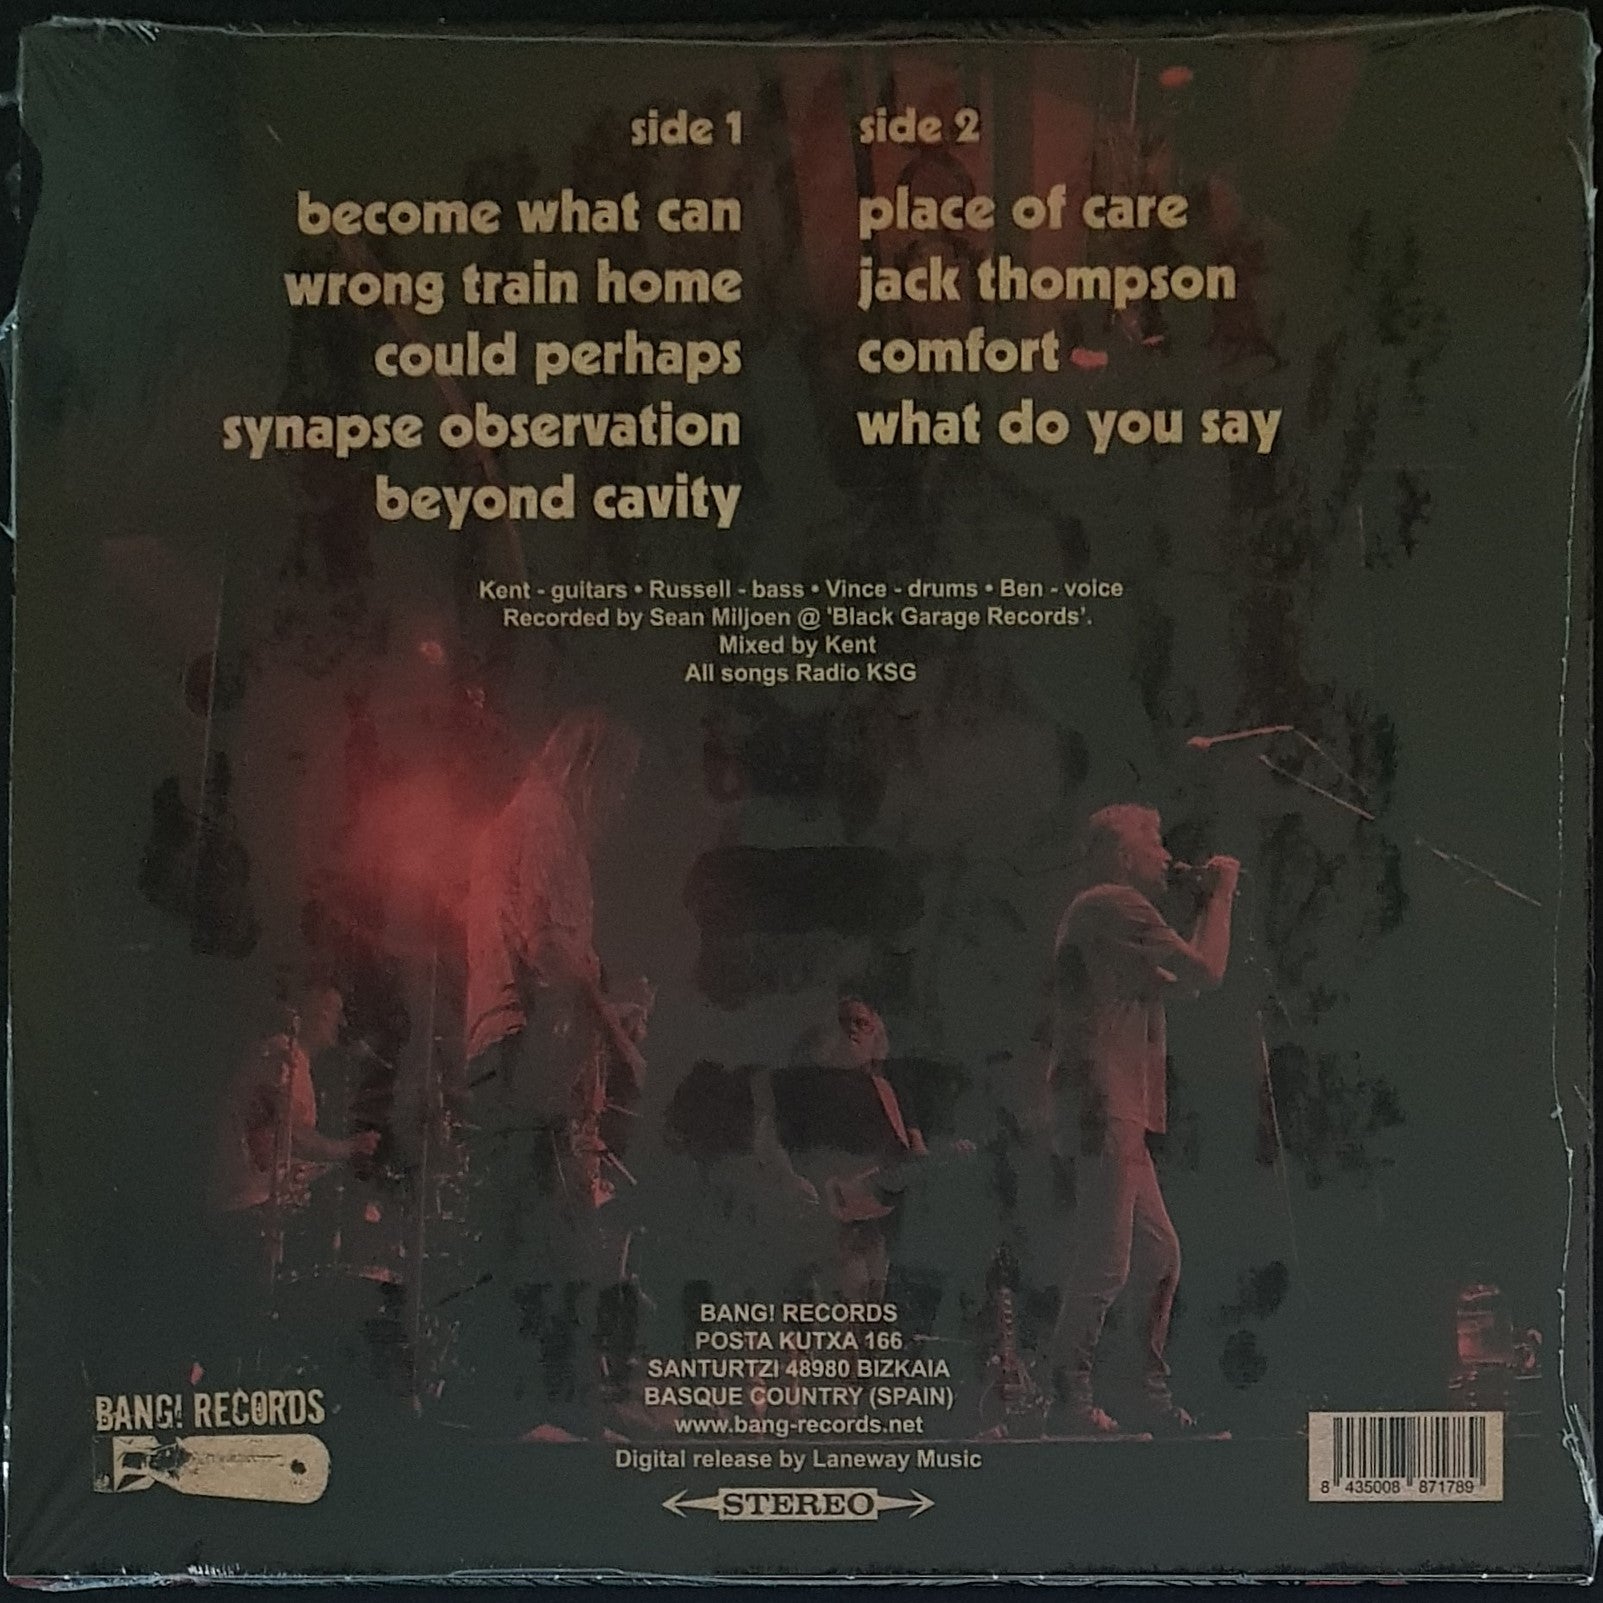 side 1
become what can
wrong train home
could perhaps
synapse observation
beyond cavity
side 2
place of care
jack thompson
comfort
what do you say
Kent - guitars • Russell - bass • Vince - drums • Ben - voice
Recorded by Sean Miljoen @ 'Black Garage Records'.
Mixed by Kent
All songs Radio KSG
BANG! RECORDS
POSTA KUTXA 166
SANTURTZI 48980 BIZKAIA
BASQUE COUNTRY (SPAIN)
www.bang-records.net
Digital release by Laneway Music
STEREO
BANG! RECORDS
8 435008 871789